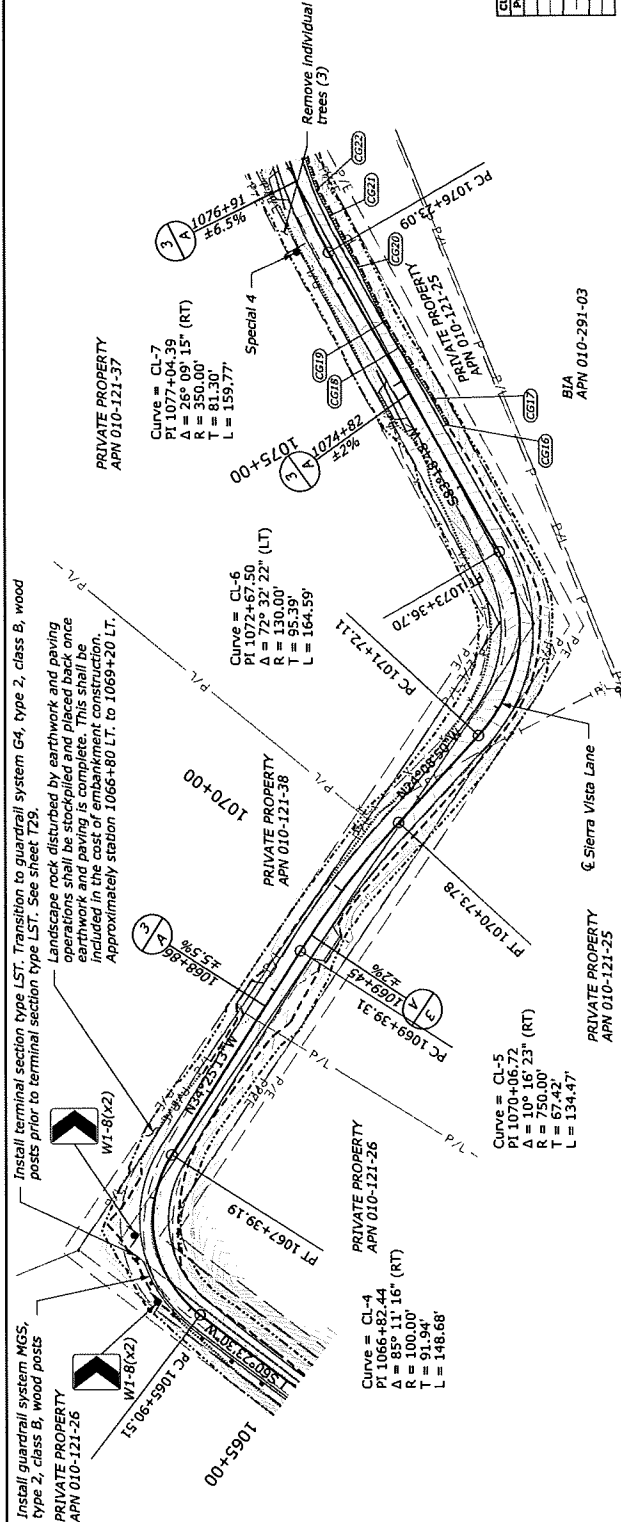 Install terminal section type LST. Transition to guardrail system G4, type 2, class B, wood
posts prior to terminal section type LST. See sheet T29.
Landscape rock disturbed by earthwork and paving
operations shall be stockpiled and placed back once
earthwork and paving is complete. This shall be
included in the cost of embankment construction.
Approximately station 1066+80 LT. to 1069+20 LT.
Install guardrail system MGS,
type 2, class B, wood posts
PRIVATE PROPERTY
APN 010-121-26
W1-8(x2)
W1-8(x2)
PC 1065+90.51
S60°23'30"W
1065+00
Curve = CL-4
PI 1066+82.44
Δ = 85° 11' 16" (RT)
R = 100.00'
T = 91.94'
L = 148.68'
PRIVATE PROPERTY
APN 010-121-26
PT 1067+39.19
N34°25'13"W
3
A
1068+86
±5.5%
PC 1069+39.31
1069+45
±2%
A
3
P/L
P/L
Curve = CL-5
PI 1070+06.72
Δ = 10° 16' 23" (RT)
R = 750.00'
T = 67.42'
L = 134.47'
PRIVATE PROPERTY
APN 010-121-25
PT 1070+73.78
1070+00
PRIVATE PROPERTY
APN 010-121-38
P/L
P/L
P/L
N24°08'50"W
PC 1071+72.11
Curve = CL-6
PI 1072+67.50
Δ = 72° 32' 22" (LT)
R = 130.00'
T = 95.39'
L = 164.59'
℄ Sierra Vista Lane
PT 1073+36.70
1075+00
3
A
1074+82
±2%
CG16
CG17
CG18
CG19
CG20
CG21
CG22
PRIVATE PROPERTY
APN 010-121-25
BIA
APN 010-291-03
PRIVATE PROPERTY
APN 010-121-37
Curve = CL-7
PI 1077+04.39
Δ = 26° 09' 15" (RT)
R = 350.00'
T = 81.30'
L = 159.77'
Special 4
3
A
1076+91
±6.5%
PC 1076+23.09
Remove individual
trees (3)